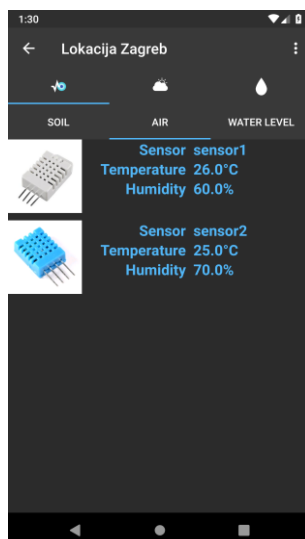 1:30
Lokacija Zagreb
SOIL AIR WATER LEVEL
Sensor sensor1
Temperature 26.0°C
Humidity 60.0%
Sensor sensor2
Temperature 25.0°C
Humidity 70.0%